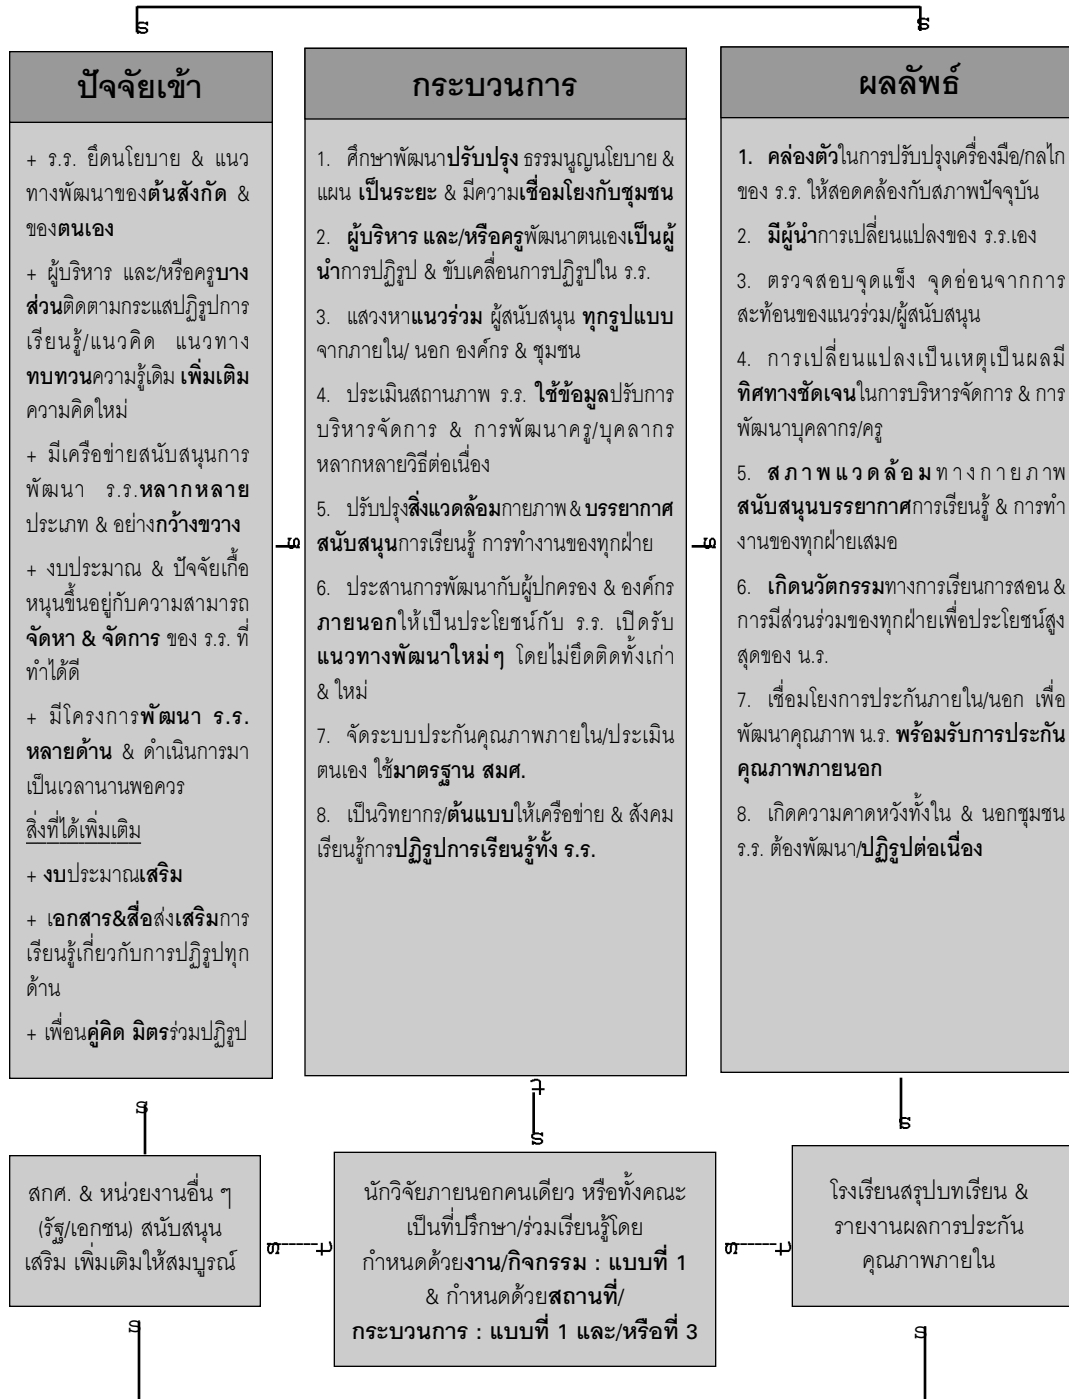 ปัจจัยเข้า
+ ร.ร. ยึดนโยบาย & แนว
ทางพัฒนาของต้นสังกัด &
ของตนเอง
+ ผู้บริหาร และ/หรือครูบาง
ส่วนติดตามกระแสปฏิรูปการ
เรียนรู้/แนวคิด แนวทาง
ทบทวนความรู้เดิม เพิ่มเติม
ความคิดใหม่
+ มีเครือข่ายสนับสนุนการ
พัฒนา ร.ร.หลากหลาย
ประเภท & อย่างกว้างขวาง
+ งบประมาณ & ปัจจัยเกื้อ
หนุนขึ้นอยู่กับความสามารถ
จัดหา & จัดการ ของ ร.ร. ที่
ทำได้ดี
+ มีโครงการพัฒนา ร.ร.
หลายด้าน & ดำเนินการมา
เป็นเวลานานพอควร
สิ่งที่ได้เพิ่มเติม
+ งบประมาณเสริม
+ เอกสาร&สื่อส่งเสริมการ
เรียนรู้เกี่ยวกับการปฏิรูปทุก
ด้าน
+ เพื่อนคู่คิด มิตรร่วมปฏิรูป
กระบวนการ
1. ศึกษาพัฒนาปรับปรุง ธรรมนูญนโยบาย &
แผน เป็นระยะ & มีความเชื่อมโยงกับชุมชน
2. ผู้บริหาร และ/หรือครูพัฒนาตนเองเป็นผู้
นำการปฏิรูป & ขับเคลื่อนการปฏิรูปใน ร.ร.
3. แสวงหาแนวร่วม ผู้สนับสนุน ทุกรูปแบบ
จากภายใน/ นอก องค์กร & ชุมชน
4. ประเมินสถานภาพ ร.ร. ใช้ข้อมูลปรับการ
บริหารจัดการ & การพัฒนาครู/บุคลากร
หลากหลายวิธีต่อเนื่อง
5. ปรับปรุงสิ่งแวดล้อมกายภาพ & บรรยากาศ
สนับสนุนการเรียนรู้ การทำงานของทุกฝ่าย
6. ประสานการพัฒนากับผู้ปกครอง & องค์กร
ภายนอกให้เป็นประโยชน์กับ ร.ร. เปิดรับ
แนวทางพัฒนาใหม่ๆ โดยไม่ยึดติดทั้งเก่า
& ใหม่
7. จัดระบบประกันคุณภาพภายใน/ประเมิน
ตนเอง ใช้มาตรฐาน สมศ.
8. เป็นวิทยากร/ต้นแบบให้เครือข่าย & สังคม
เรียนรู้การปฏิรูปการเรียนรู้ทั้ง ร.ร.
ผลลัพธ์
1. คล่องตัวในการปรับปรุงเครื่องมือ/กลไก
ของ ร.ร. ให้สอดคล้องกับสภาพปัจจุบัน
2. มีผู้นำการเปลี่ยนแปลงของ ร.ร.เอง
3. ตรวจสอบจุดแข็ง จุดอ่อนจากการ
สะท้อนของแนวร่วม/ผู้สนับสนุน
4. การเปลี่ยนแปลงเป็นเหตุเป็นผลมี
ทิศทางชัดเจนในการบริหารจัดการ & การ
พัฒนาบุคลากร/ครู
5. สภาพแวดล้อมทางกายภาพ
สนับสนุนบรรยากาศการเรียนรู้ & การทำ
งานของทุกฝ่ายเสมอ
6. เกิดนวัตกรรมทางการเรียนการสอน &
การมีส่วนร่วมของทุกฝ่ายเพื่อประโยชน์สูง
สุดของ น.ร.
7. เชื่อมโยงการประกันภายใน/นอก เพื่อ
พัฒนาคุณภาพ น.ร. พร้อมรับการประกัน
คุณภาพภายนอก
8. เกิดความคาดหวังทั้งใน & นอกชุมชน
ร.ร. ต้องพัฒนา/ปฏิรูปต่อเนื่อง
สกศ. & หน่วยงานอื่น ๆ
(รัฐ/เอกชน) สนับสนุน
เสริม เพิ่มเติมให้สมบูรณ์
นักวิจัยภายนอกคนเดียว หรือทั้งคณะ
เป็นที่ปรึกษา/ร่วมเรียนรู้โดย
กำหนดด้วยงาน/กิจกรรม : แบบที่ 1
& กำหนดด้วยสถานที่/
กระบวนการ : แบบที่ 1 และ/หรือที่ 3
โรงเรียนสรุปบทเรียน &
รายงานผลการประกัน
คุณภาพภายใน